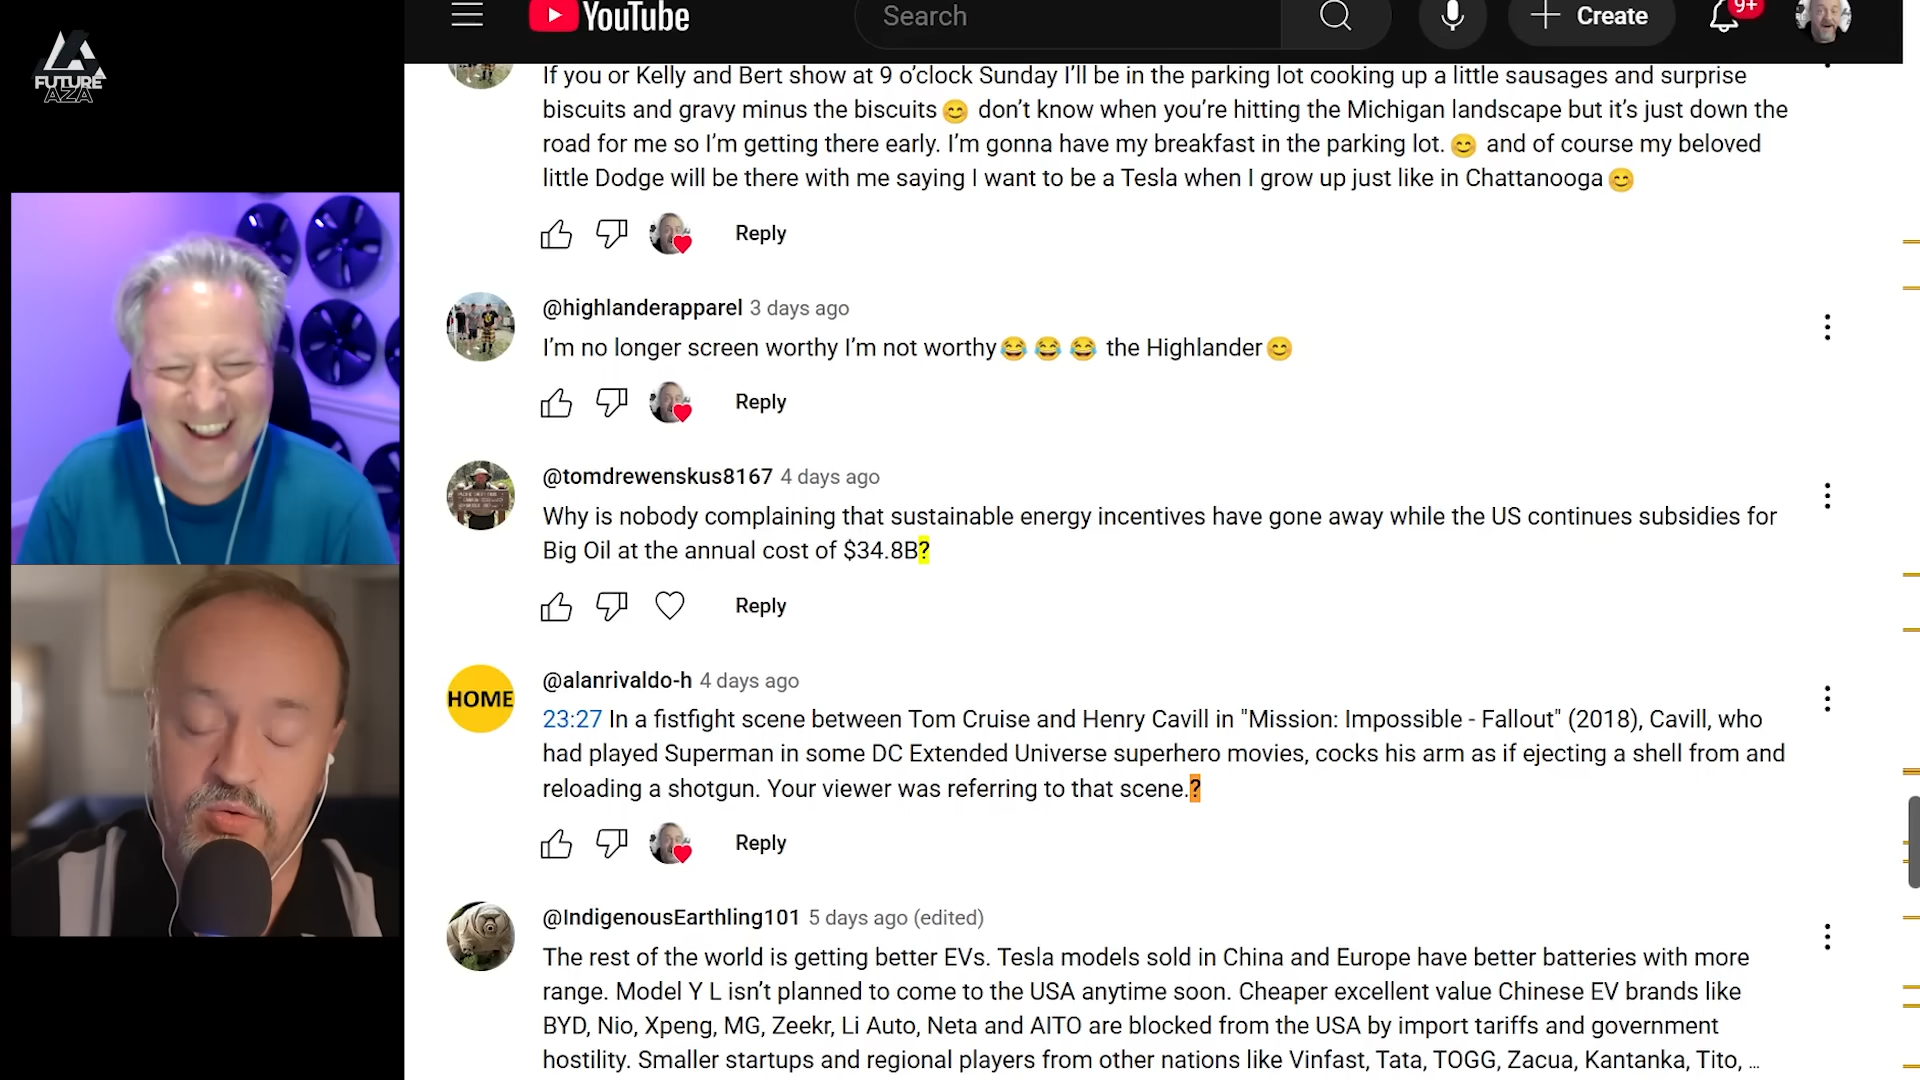 FUTURE
AZA
YouTube
Search
Create
9+
If you or Kelly and Bert show at 9 o’clock Sunday I’ll be in the parking lot cooking up a little sausages and surprise
biscuits and gravy minus the biscuits😊 don’t know when you’re hitting the Michigan landscape but it’s just down the
road for me so I’m getting there early. I’m gonna have my breakfast in the parking lot. 😊 and of course my beloved
little Dodge will be there with me saying I want to be a Tesla when I grow up just like in Chattanooga😊
Reply
@highlanderapparel 3 days ago
I’m no longer screen worthy I’m not worthy😂😂😂 the Highlander😊
Reply
@tomdrewenskus8167 4 days ago
Why is nobody complaining that sustainable energy incentives have gone away while the US continues subsidies for
Big Oil at the annual cost of $34.8B?
Reply
HOME
@alanrivaldo-h 4 days ago
23:27 In a fistfight scene between Tom Cruise and Henry Cavill in "Mission: Impossible - Fallout" (2018), Cavill, who
had played Superman in some DC Extended Universe superhero movies, cocks his arm as if ejecting a shell from and
reloading a shotgun. Your viewer was referring to that scene.?
Reply
@IndigenousEarthling101 5 days ago (edited)
The rest of the world is getting better EVs. Tesla models sold in China and Europe have better batteries with more
range. Model Y L isn’t planned to come to the USA anytime soon. Cheaper excellent value Chinese EV brands like
BYD, Nio, Xpeng, MG, Zeekr, Li Auto, Neta and AITO are blocked from the USA by import tariffs and government
hostility. Smaller startups and regional players from other nations like Vinfast, Tata, TOGG, Zacua, Kantanka, Tito, ...